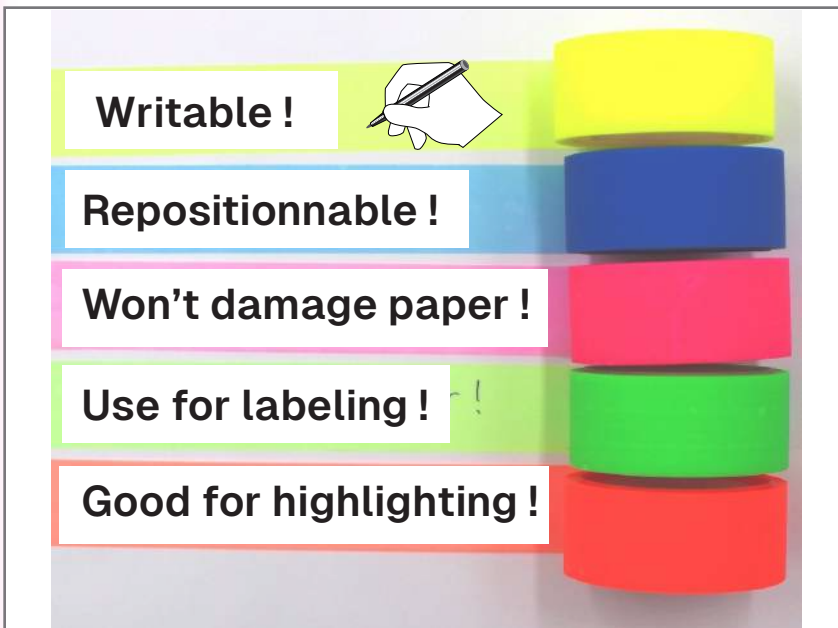 Writable !
Repositionnable !
Won’t damage paper !
Use for labeling !
Good for highlighting !